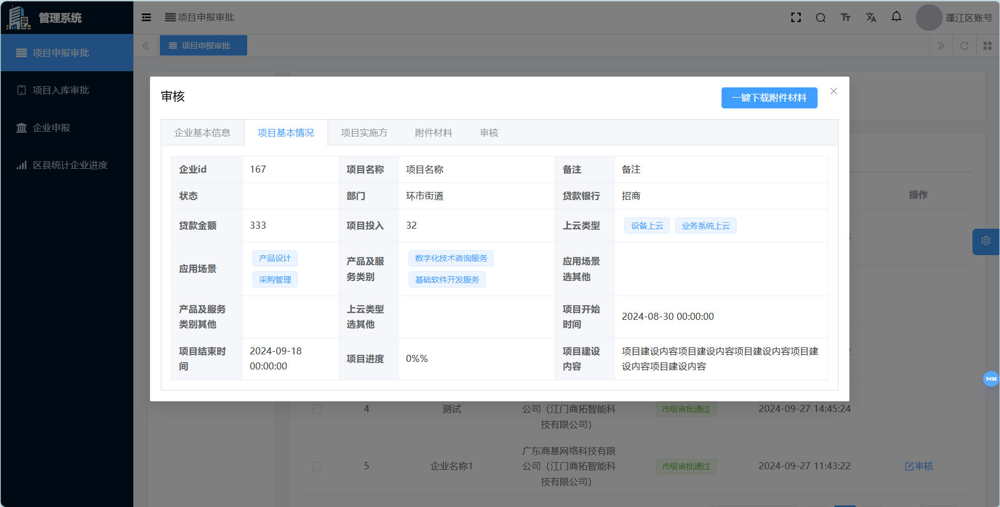 管理系统
项目申报审批
蓬江区账号
项目申报审批
项目申报审批
项目入库审批
企业申报
区县统计企业进度
审核
一键下载附件材料
企业基本信息 项目基本情况 项目实施方 附件材料 审核
企业id 167 项目名称 项目名称 备注 备注
状态 部门 环市街道 贷款银行 招商
贷款金额 333 项目投入 32 上云类型 设备上云 业务系统上云
应用场景 产品设计 采购管理
产品及服务类别 数字化技术咨询服务 基础软件开发服务
应用场景选其他
产品及服务类别其他
上云类型选其他
项目开始时间 2024-08-30 00:00:00
项目结束时间 2024-09-18 00:00:00
项目进度 0%%
项目建设内容 项目建设内容项目建设内容项目建设内容项目建设内容项目建设内容
操作
94M
4 测试 公司（江门商拓智能科技有限公司） 市级审批通过 2024-09-27 14:45:24
5 企业名称1 广东商基网络科技有限公司（江门商拓智能科技有限公司） 市级审批通过 2024-09-27 11:43:22 审核